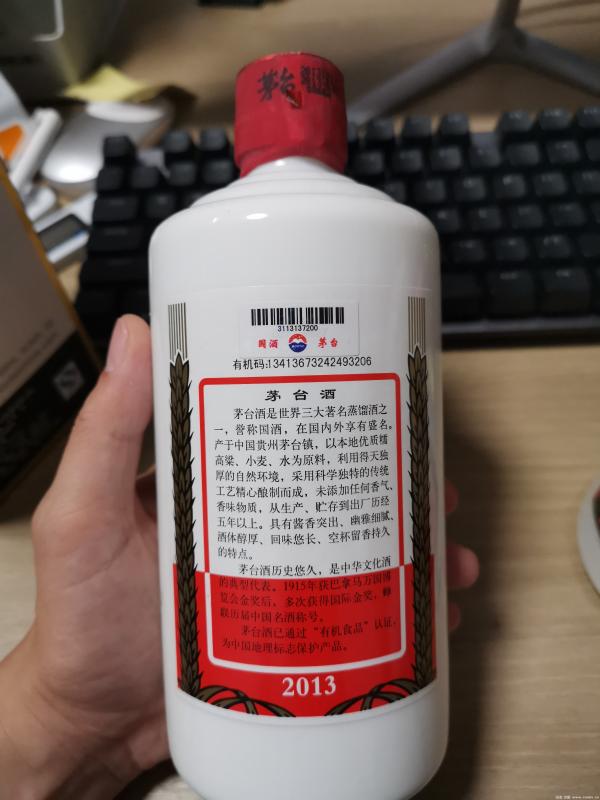 茅台
3113137200
国酒 茅台
有机码:13413673242493206
茅台酒
茅台酒是世界三大著名蒸馏酒之
一，誉称国酒，在国内外享有盛名。
产于中国贵州茅台镇，以本地优质糯
高粱、小麦、水为原料，利用得天独
厚的自然环境，采用科学独特的传统
工艺精心酿制而成，未添加任何香气、
香味物质，从生产、贮存到出厂历经
五年以上。具有酱香突出、幽雅细腻、
酒体醇厚、回味悠长、空杯留香持久
的特点。
茅台酒历史悠久，是中华文化酒
的典型代表。1915年获巴拿马万国博
览会金奖后，多次获得国际金奖，蝉
联历届中国名酒称号。
茅台酒已通过“有机食品”认证，
为中国地理标志保护产品。
2013